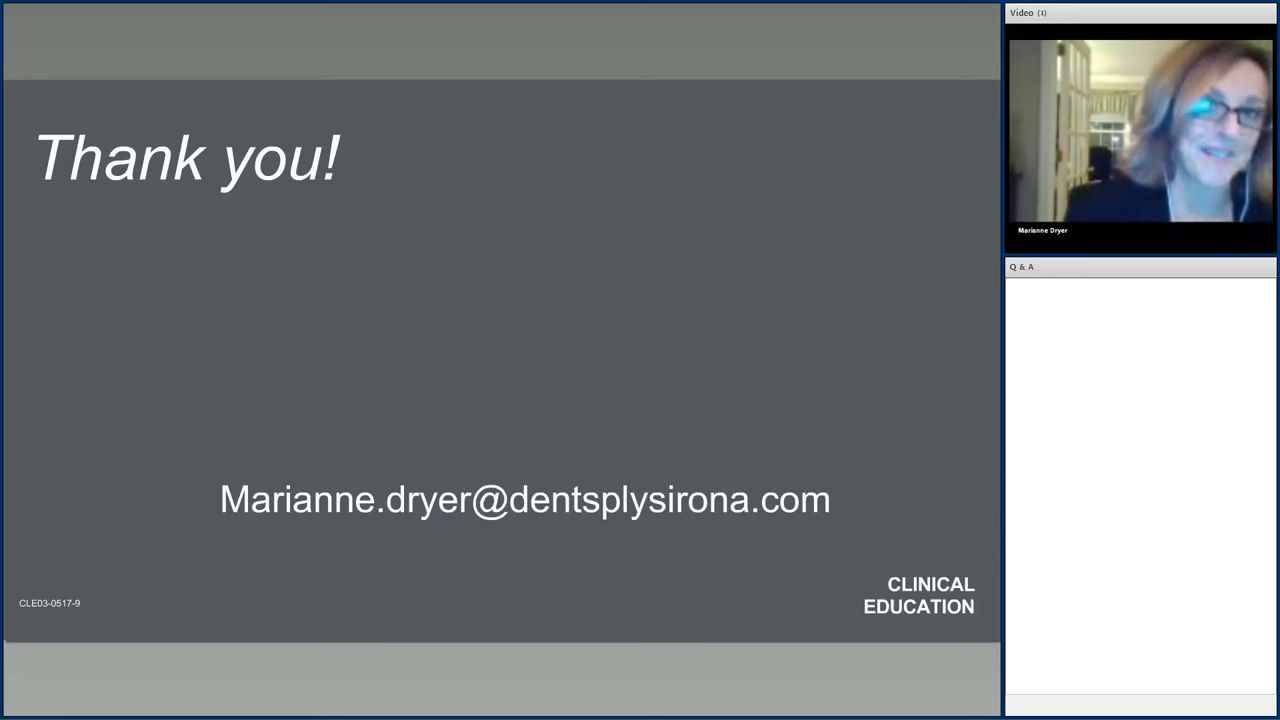 Thank you!
Marianne.dryer@dentsplysirona.com
CLINICAL
EDUCATION
CLE03-0517-9
Video (1)
Marianne Dryer
Q & A